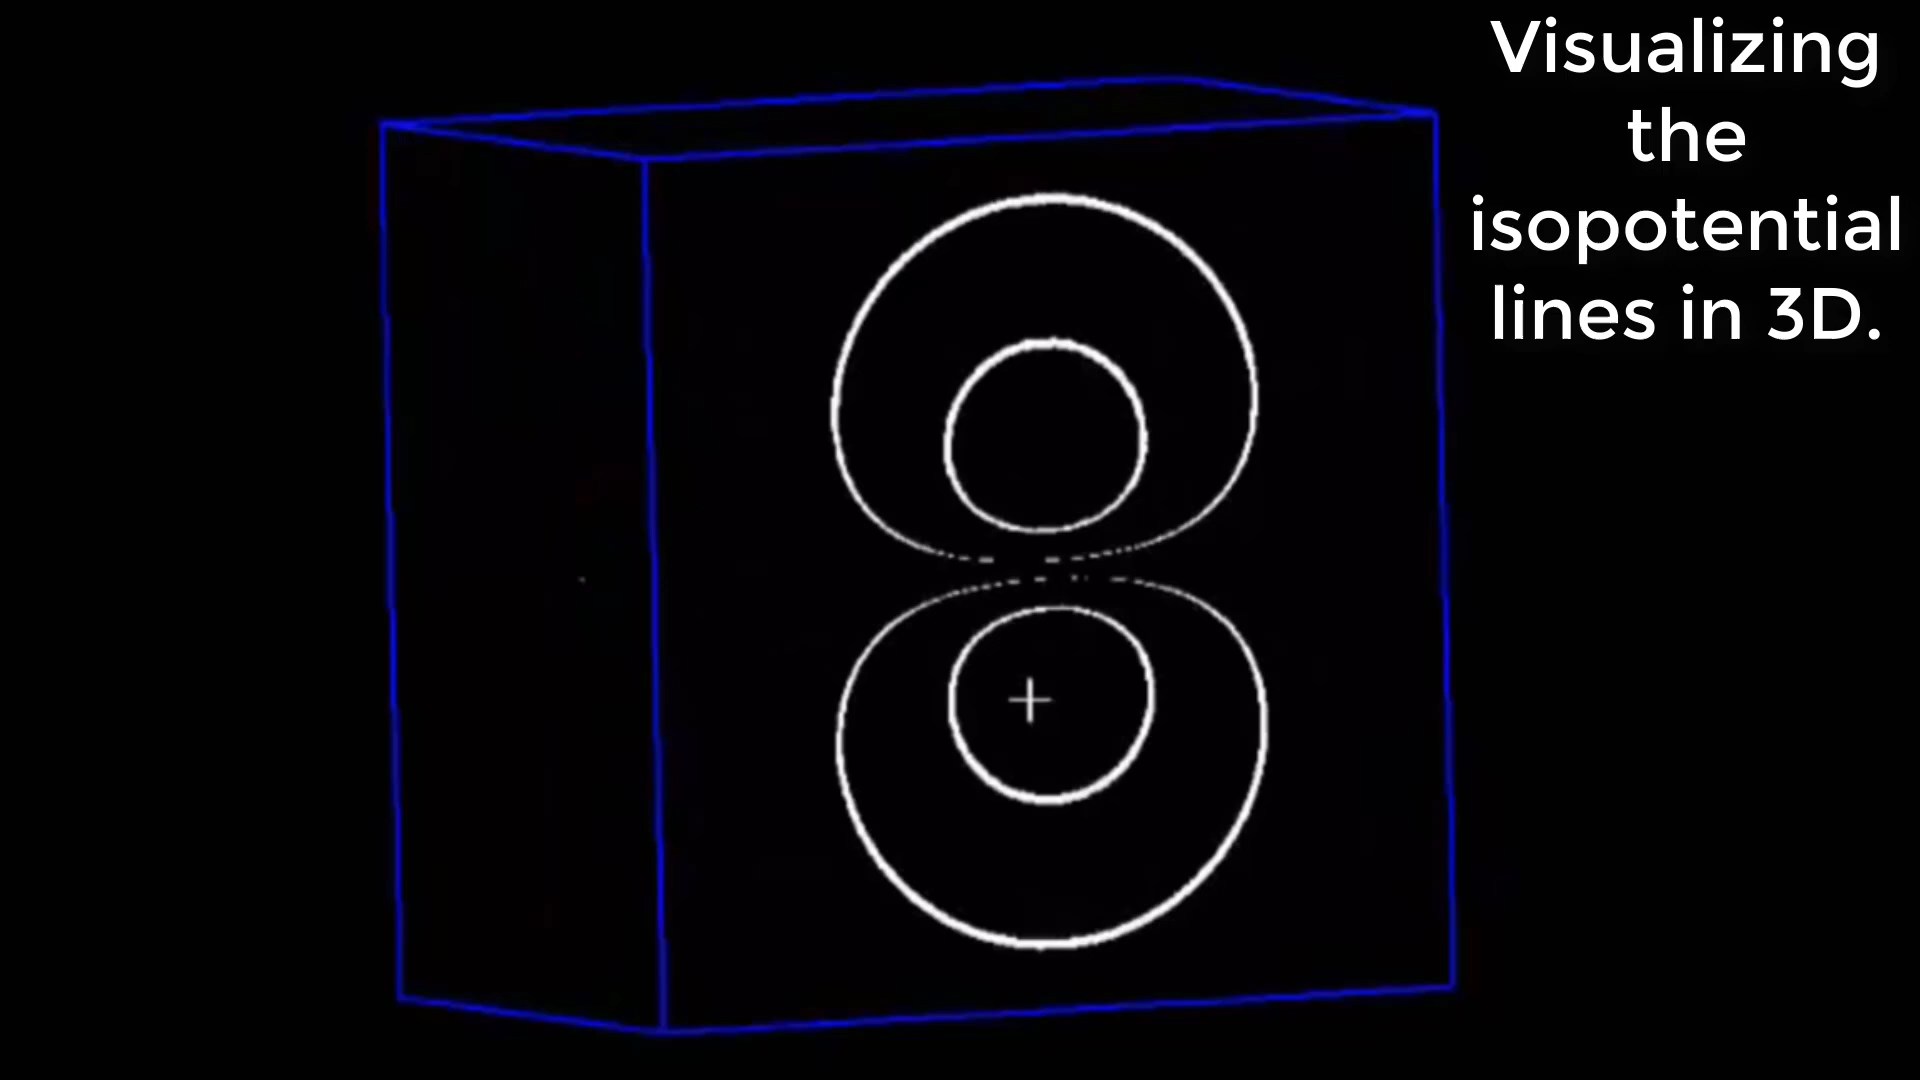 Visualizing
the
isopotential
lines in 3D.